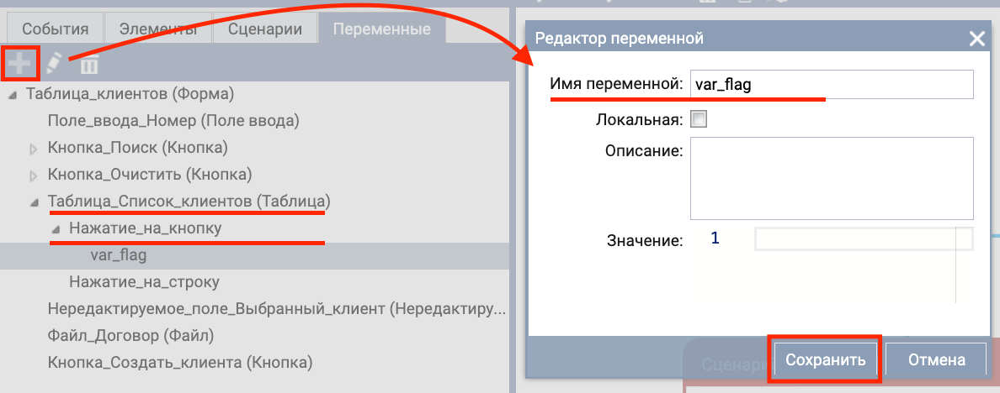 События
Элементы
Сценарии
Переменные
Таблица_клиентов (Форма)
Поле_ввода_Номер (Поле ввода)
Кнопка_Поиск (Кнопка)
Кнопка_Очистить (Кнопка)
Таблица_Список_клиентов (Таблица)
Нажатие_на_кнопку
var_flag
Нажатие_на_строку
Нередактируемое_поле_Выбранный_клиент (Нередактиру...
Файл_Договор (Файл)
Кнопка_Создать_клиента (Кнопка)
Редактор переменной
Имя переменной: var_flag
Локальная:
Описание:
Значение: 1
Сохранить
Отмена
Сценари